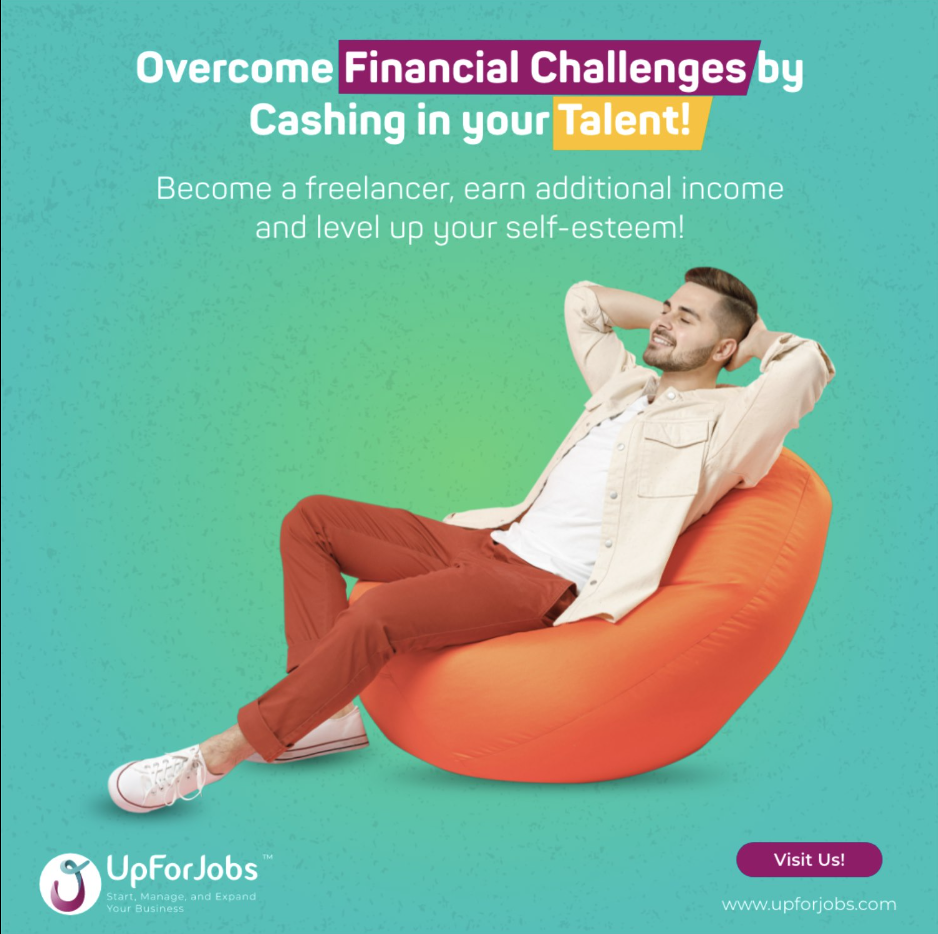 Overcome Financial Challenges by
Cashing in your Talent!
Become a freelancer, earn additional income
and level up your self-esteem!
UpForJobs™
Start, Manage, and Expand
Your Business
Visit Us!
www.upforjobs.com